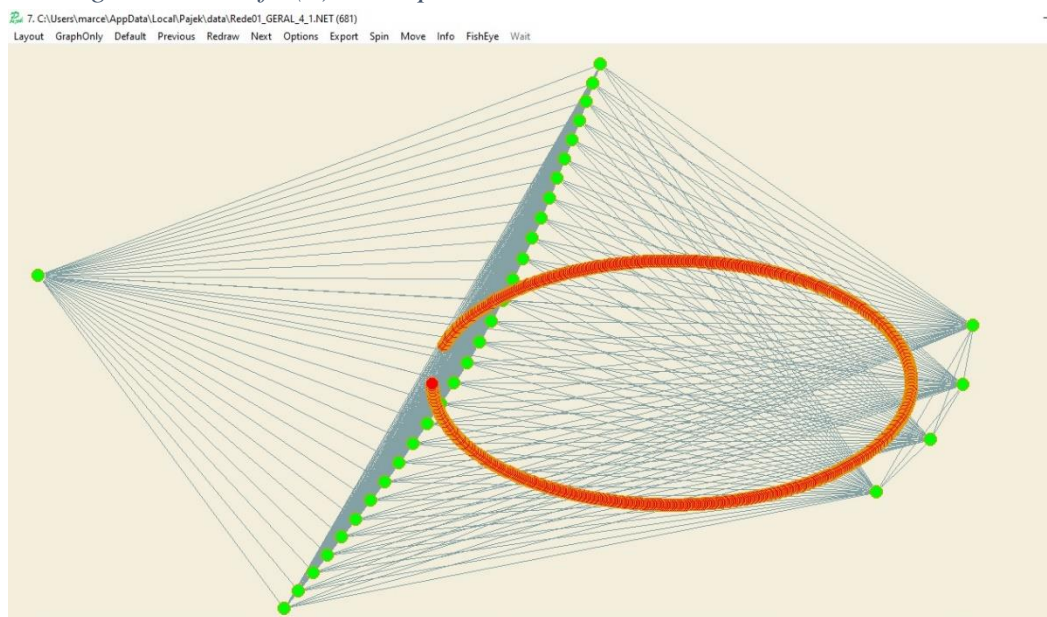 7. C:\Users\marce\AppData\Local\Pajek\data\Rede01_GERAL_4_1.NET (681)
Layout GraphOnly Default Previous Redraw Next Options Export Spin Move Info FishEye Wait